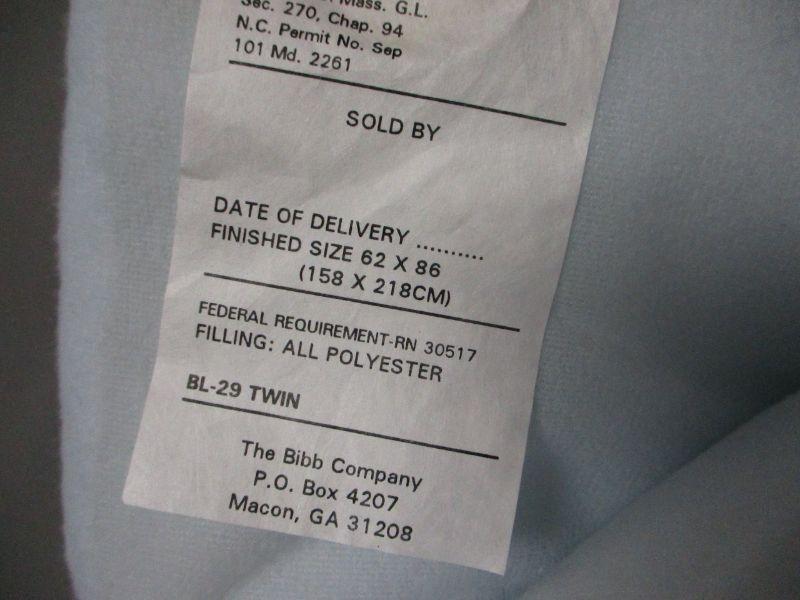 Mass. G.L.
Sec. 270, Chap. 94
N.C. Permit No. Sep
101 Md. 2261
SOLD BY
DATE OF DELIVERY ..........
FINISHED SIZE 62 X 86
(158 X 218CM)
FEDERAL REQUIREMENT-RN 30517
FILLING: ALL POLYESTER
BL-29 TWIN
The Bibb Company
P.O. Box 4207
Macon, GA 31208